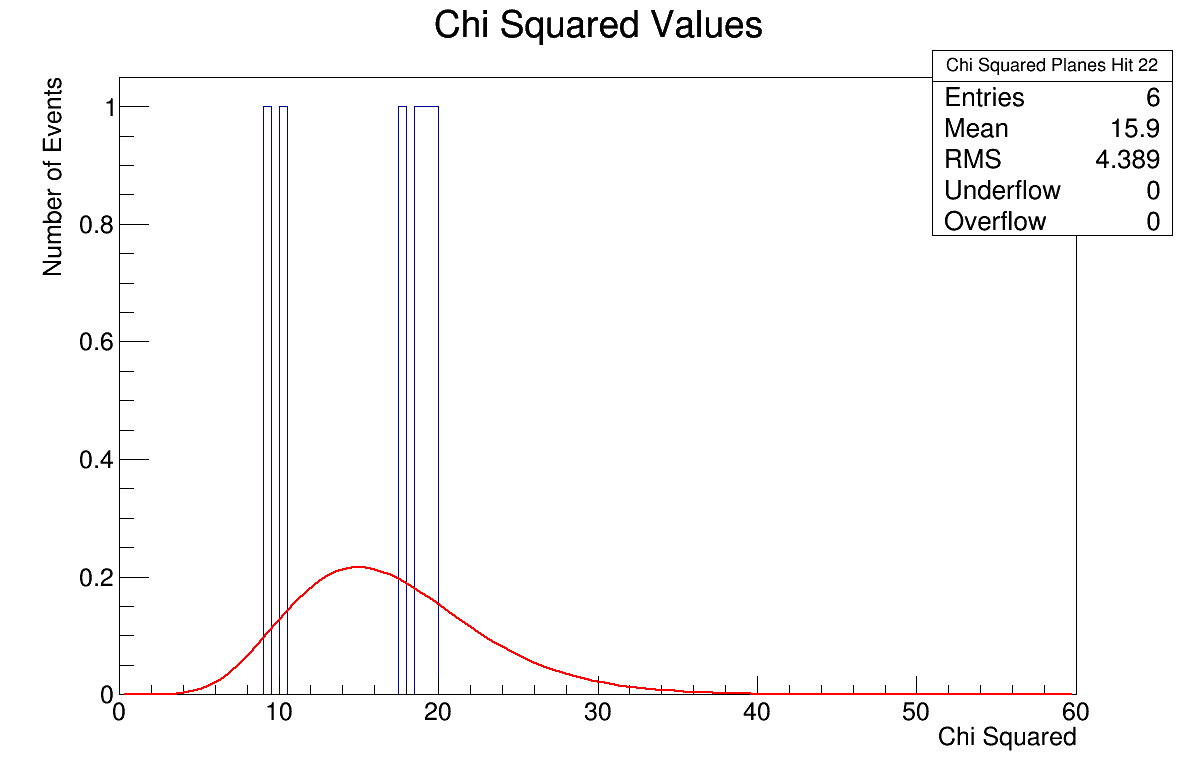 Chi Squared Values
Chi Squared Planes Hit 22
Entries 6
Mean 15.9
RMS 4.389
Underflow 0
Overflow 0
Number of Events
1
0.8
0.6
0.4
0.2
0
0 10 20 30 40 50 60
Chi Squared